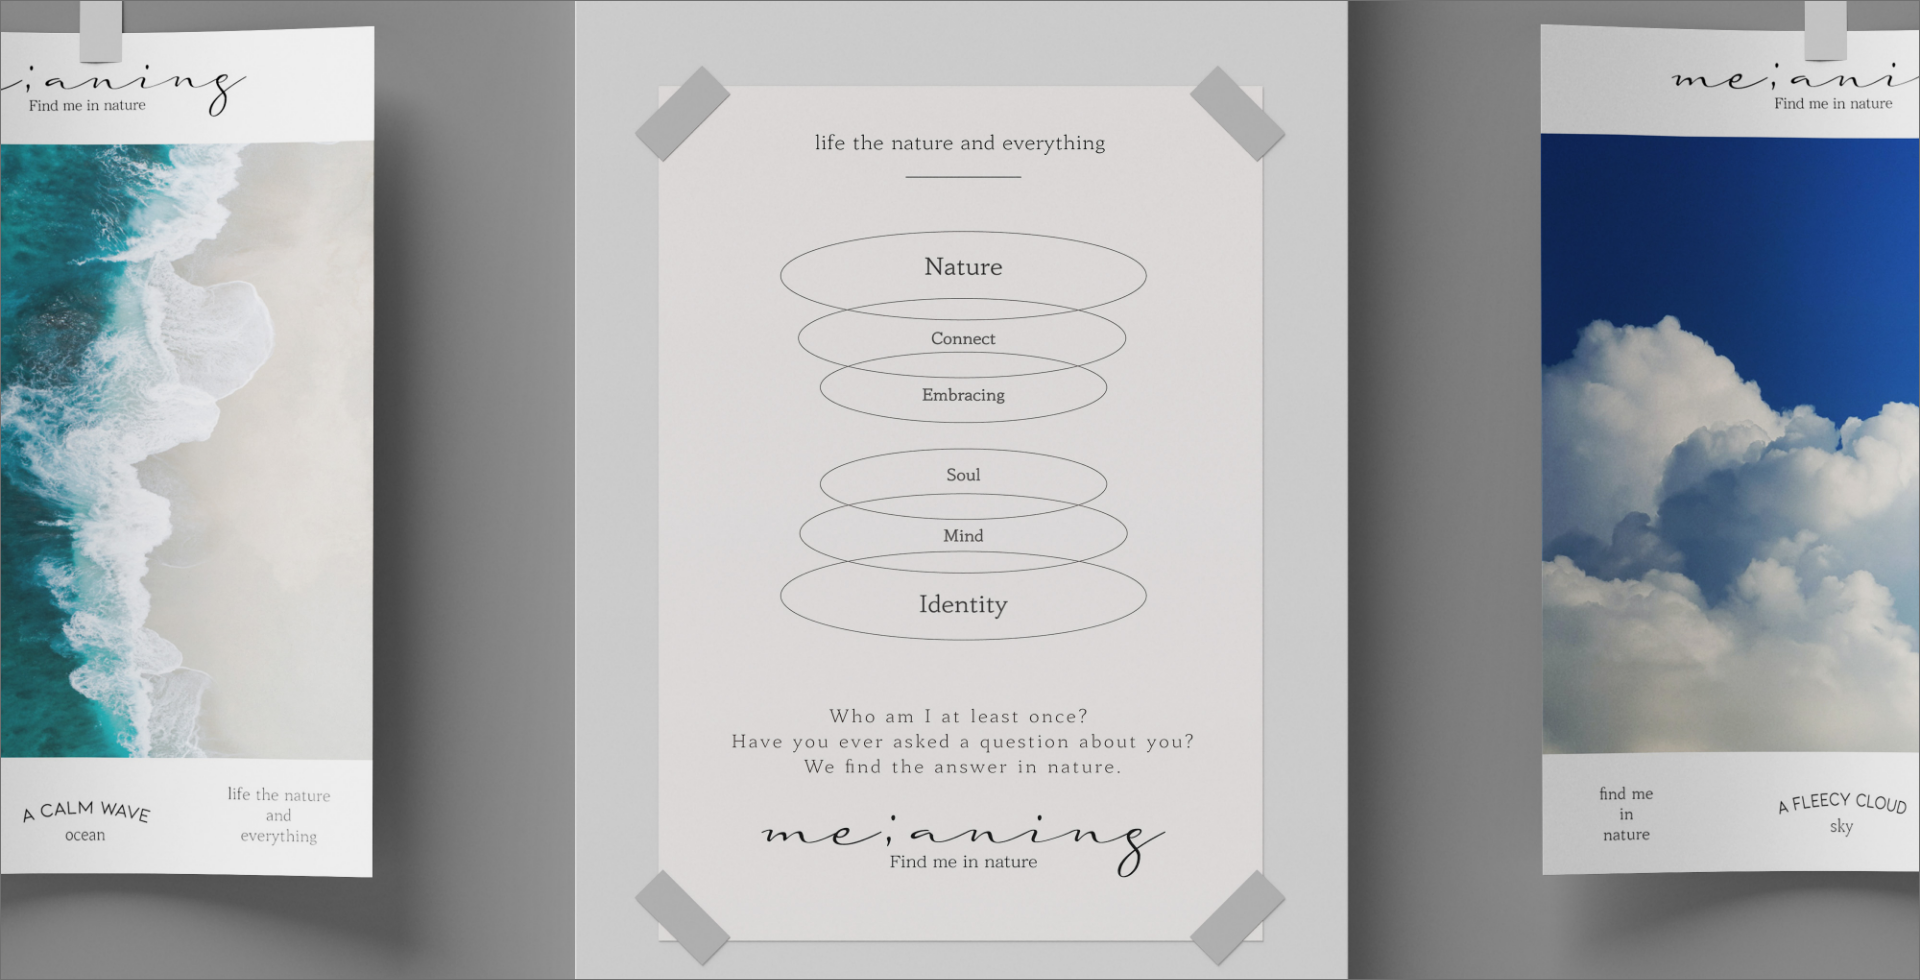 ;aning
Find me in nature
A CALM WAVE
ocean
life the nature
and
everything
life the nature and everything
Nature
Connect
Embracing
Soul
Mind
Identity
Who am I at least once?
Have you ever asked a question about you?
We find the answer in nature.
me;aning
Find me in nature
me;ani
Find me in nature
find me
in
nature
A FLEECY CLOUD
sky